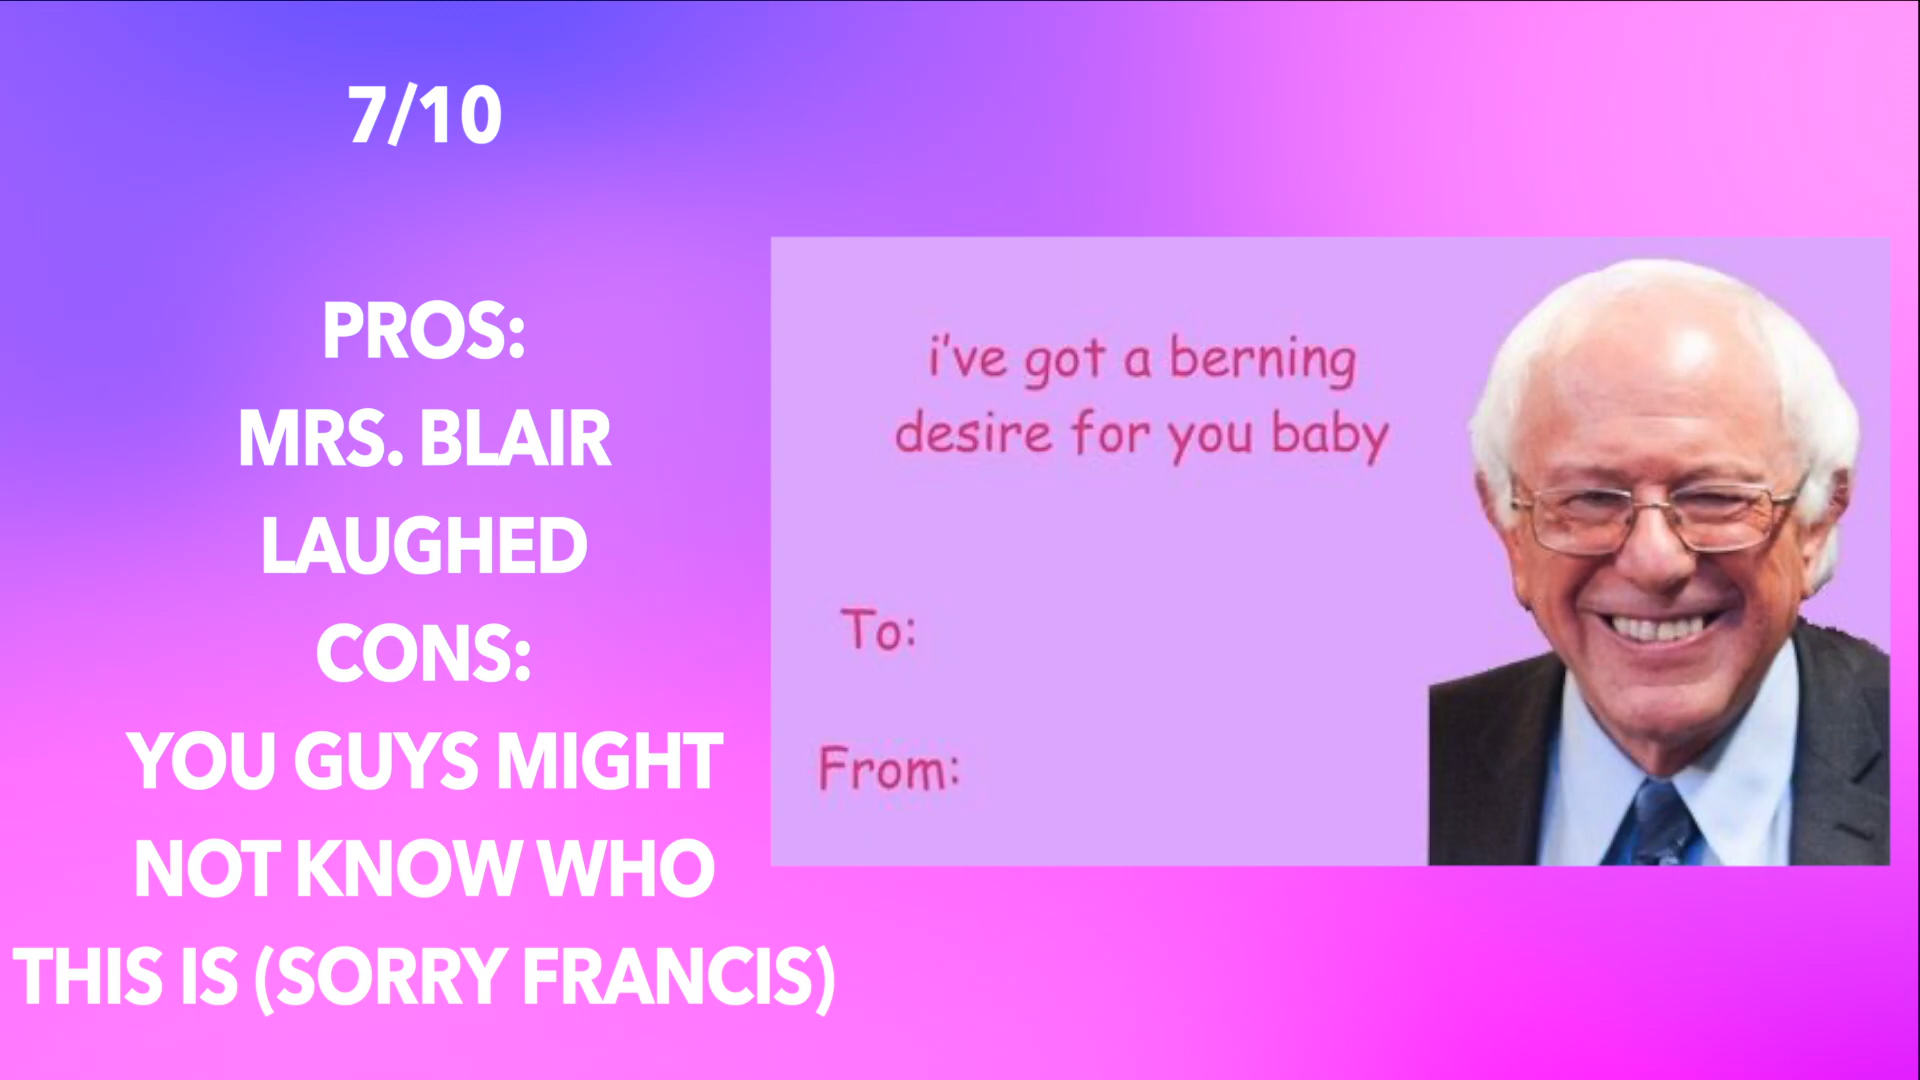 7/10
PROS:
MRS. BLAIR
LAUGHED
CONS:
YOU GUYS MIGHT
NOT KNOW WHO
THIS IS (SORRY FRANCIS)
i've got a berning
desire for you baby
To:
From: